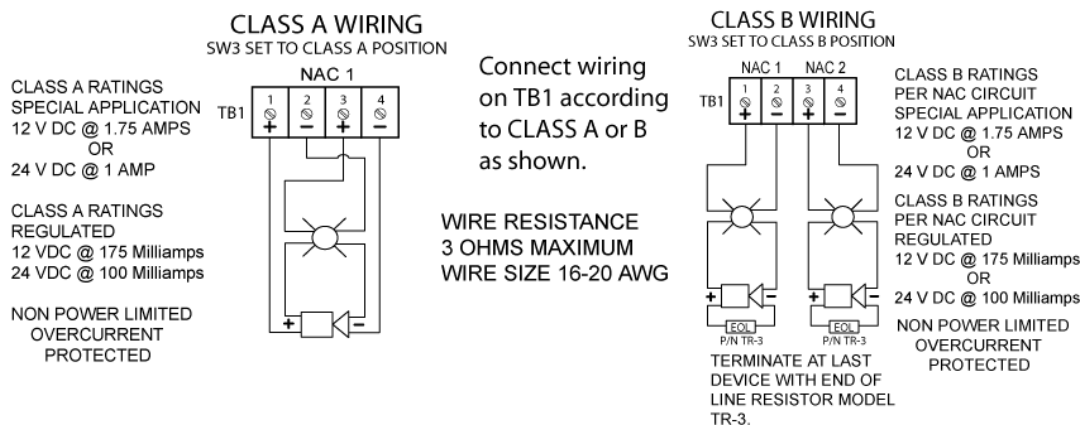 CLASS A WIRING
SW3 SET TO CLASS A POSITION
NAC 1
TB1
1 2 3 4
+ - + -
CLASS A RATINGS
SPECIAL APPLICATION
12 V DC @ 1.75 AMPS
OR
24 V DC @ 1 AMP
CLASS A RATINGS
REGULATED
12 VDC @ 175 Milliamps
24 VDC @ 100 Milliamps
NON POWER LIMITED
OVERCURRENT
PROTECTED
+ -
Connect wiring
on TB1 according
to CLASS A or B
as shown.
WIRE RESISTANCE
3 OHMS MAXIMUM
WIRE SIZE 16-20 AWG
CLASS B WIRING
SW3 SET TO CLASS B POSITION
NAC 1 NAC 2
TB1
1 2 3 4
+ - + -
+ - + -
EOL EOL
P/N TR-3 P/N TR-3
TERMINATE AT LAST
DEVICE WITH END OF
LINE RESISTOR MODEL
TR-3.
CLASS B RATINGS
PER NAC CIRCUIT
SPECIAL APPLICATION
12 V DC @ 1.75 AMPS
OR
24 V DC @ 1 AMPS
CLASS B RATINGS
PER NAC CIRCUIT
REGULATED
12 V DC @ 175 Milliamps
OR
24 V DC @ 100 Milliamps
NON POWER LIMITED
OVERCURRENT
PROTECTED